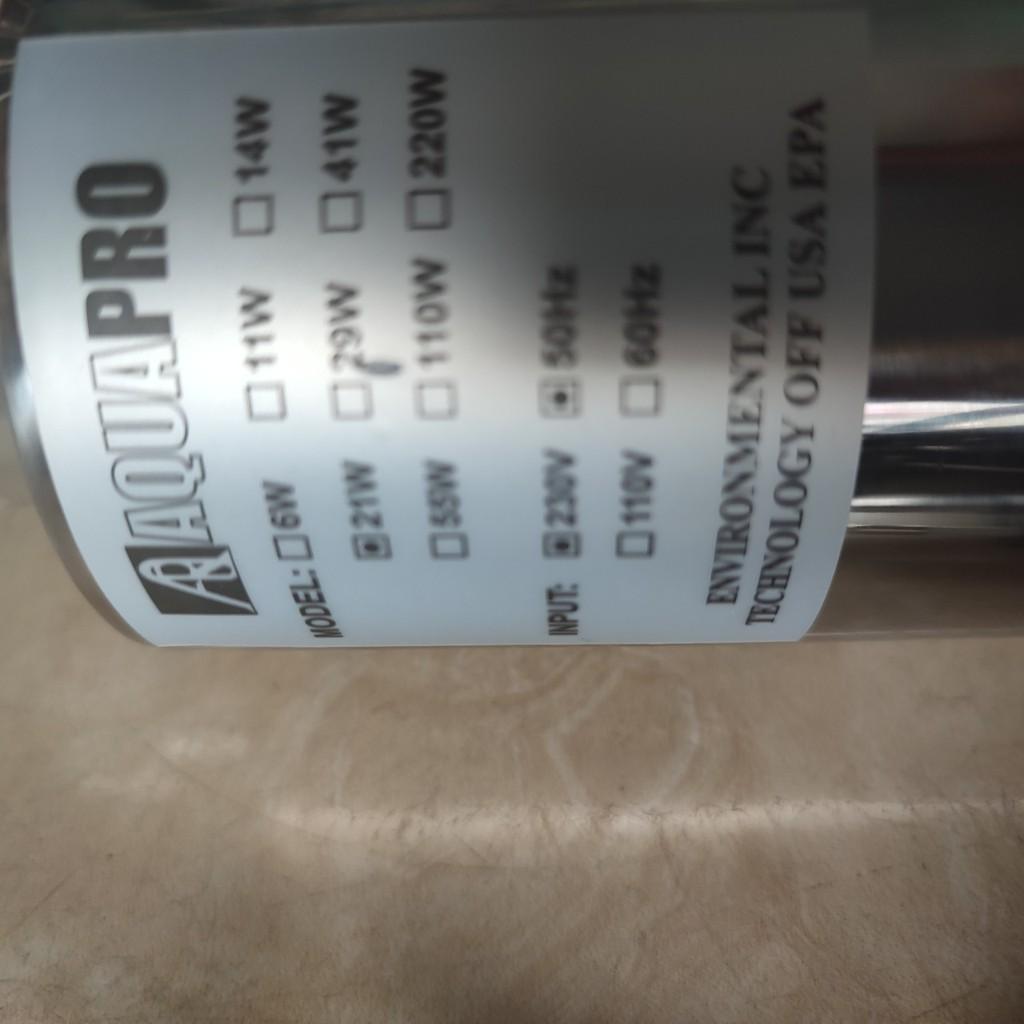 AQUAPRO
MODEL: ☐ 6W ☐ 11W ☐ 14W
☒ 21W ☐ 29W ☐ 41W
☐ 55W ☐ 110W ☐ 220W
INPUT: ☒ 230V ☒ 50Hz
☐ 110V ☐ 60Hz
ENVIRONMENTAL INC
TECHNOLOGY OFF USA EPA